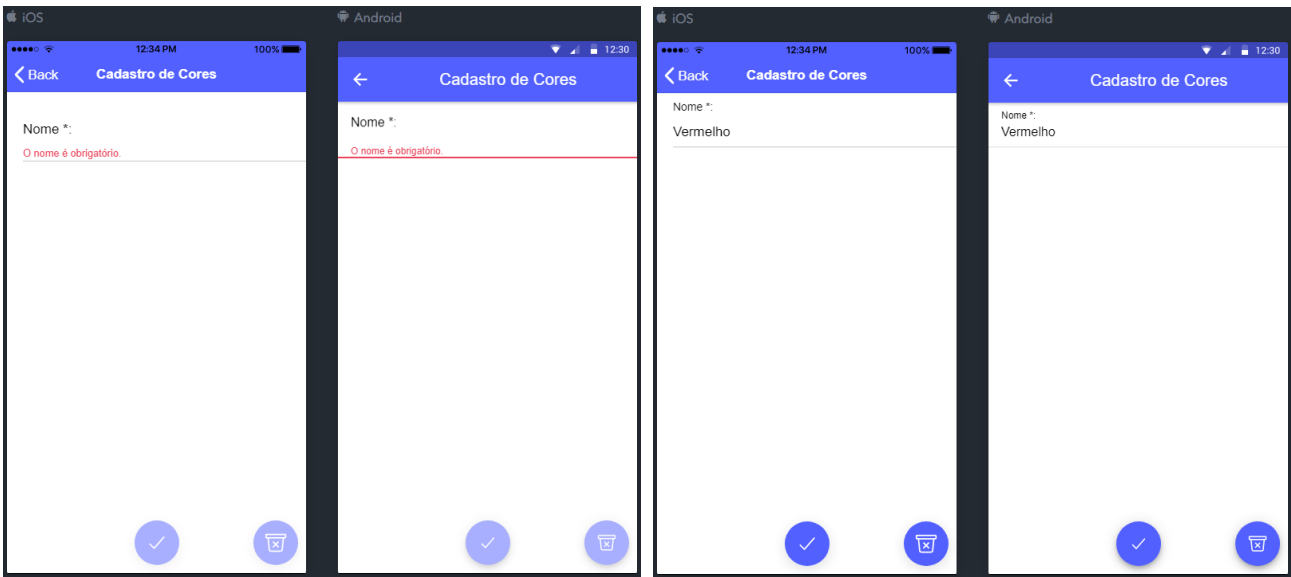 iOS
Android
12:34 PM
100%
12:30
Back
Cadastro de Cores
Cadastro de Cores
Nome *:
O nome é obrigatório.
Nome *:
O nome é obrigatório.
iOS
Android
12:34 PM
100%
12:30
Back
Cadastro de Cores
Cadastro de Cores
Nome *:
Vermelho
Nome *:
Vermelho